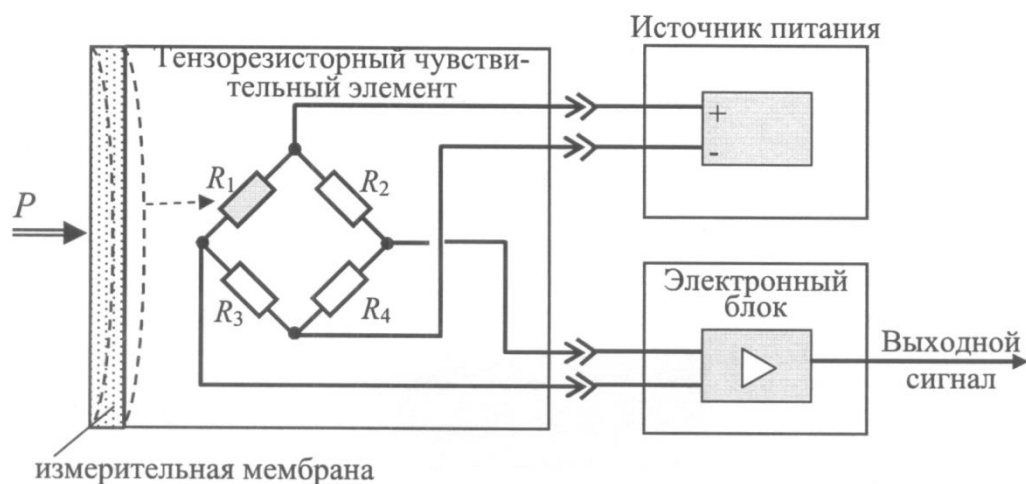 Источник питания
Тензорезисторный чувстви-
тельный элемент
+
-
R1
R2
P
R3
R4
Электронный
блок
Выходной
сигнал
измерительная мембрана